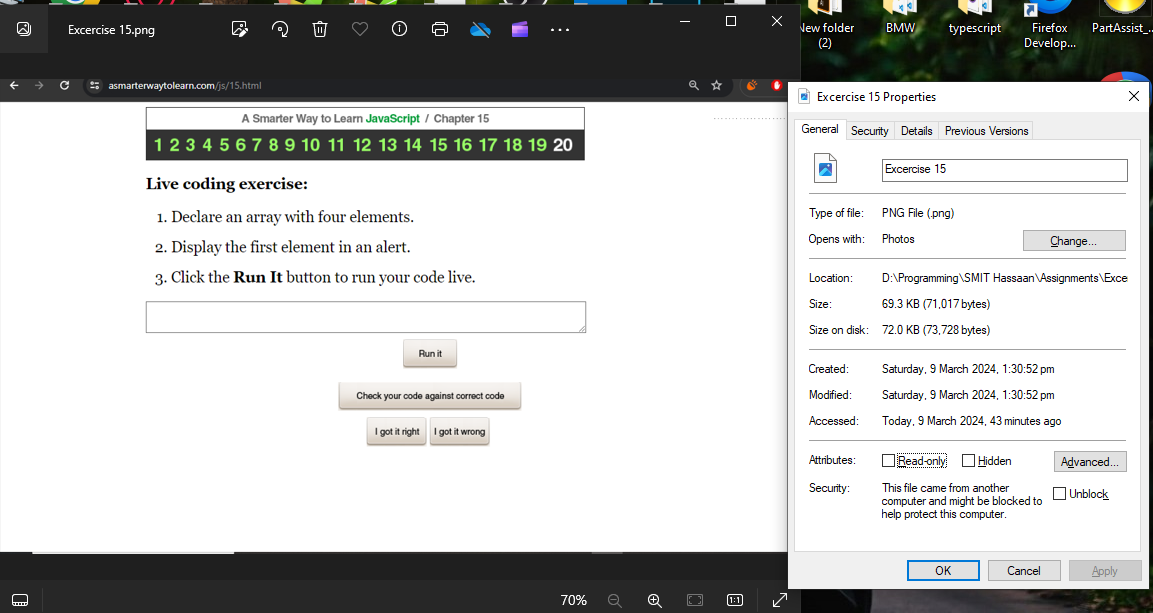 Excercise 15.png
asmarterwaytolearn.com/js/15.html
A Smarter Way to Learn JavaScript / Chapter 15
1 2 3 4 5 6 7 8 9 10 11 12 13 14 15 16 17 18 19 20
Live coding exercise:
1. Declare an array with four elements.
2. Display the first element in an alert.
3. Click the Run It button to run your code live.
Run it
Check your code against correct code
I got it right I got it wrong
70%
1:1
New folder
(2)
BMW
typescript
Firefox
Develop...
PartAssist_...
Excercise 15 Properties
General Security Details Previous Versions
Excercise 15
Type of file: PNG File (.png)
Opens with: Photos Change...
Location: D:\Programming\SMIT Hassaan\Assignments\Exce
Size: 69.3 KB (71,017 bytes)
Size on disk: 72.0 KB (73,728 bytes)
Created: Saturday, 9 March 2024, 1:30:52 pm
Modified: Saturday, 9 March 2024, 1:30:52 pm
Accessed: Today, 9 March 2024, 43 minutes ago
Attributes: Read-only Hidden Advanced...
Security: This file came from another
computer and might be blocked to
help protect this computer.
Unblock
OK Cancel Apply